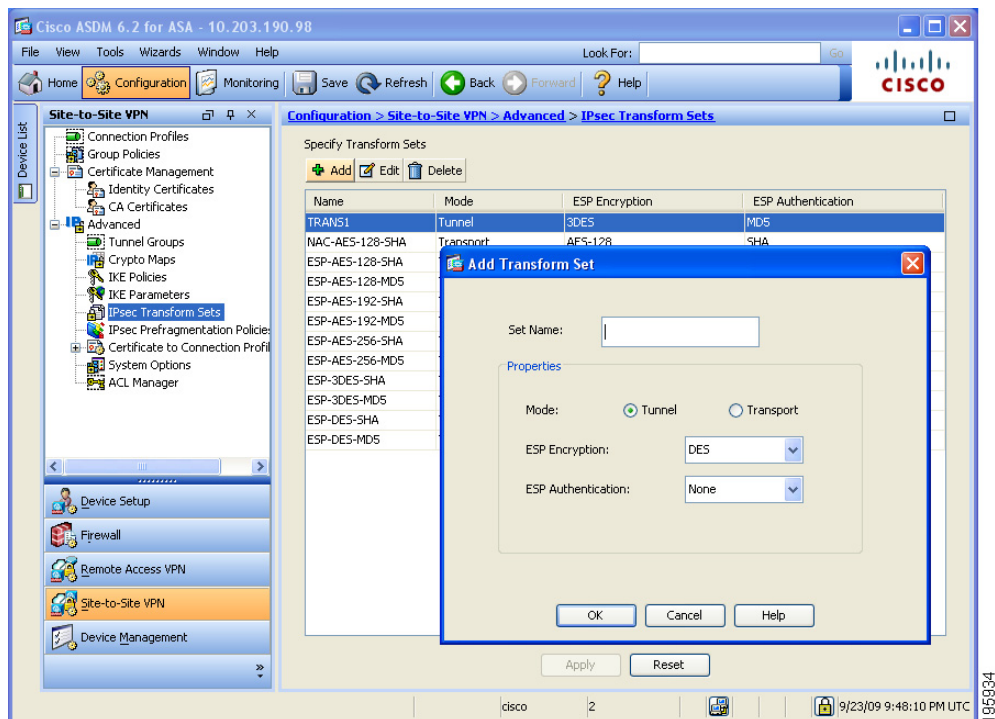 Cisco ASDM 6.2 for ASA - 10.203.190.98
File View Tools Wizards Window Help Look For: Go
Home Configuration Monitoring Save Refresh Back Forward Help
CISCO
Device List
Site-to-Site VPN
Connection Profiles
Group Policies
Certificate Management
Identity Certificates
CA Certificates
Advanced
Tunnel Groups
Crypto Maps
IKE Policies
IKE Parameters
IPsec Transform Sets
IPsec Prefragmentation Policies
Certificate to Connection Profil
System Options
ACL Manager
Device Setup
Firewall
Remote Access VPN
Site-to-Site VPN
Device Management
Configuration > Site-to-Site VPN > Advanced > IPsec Transform Sets
Specify Transform Sets
Add Edit Delete
Name Mode ESP Encryption ESP Authentication
TRANS1 Tunnel 3DES MD5
NAC-AES-128-SHA Transport AES-128 SHA
ESP-AES-128-SHA
ESP-AES-128-MD5
ESP-AES-192-SHA
ESP-AES-192-MD5
ESP-AES-256-SHA
ESP-AES-256-MD5
ESP-3DES-SHA
ESP-3DES-MD5
ESP-DES-SHA
ESP-DES-MD5
Add Transform Set
Set Name:
Properties
Mode: Tunnel Transport
ESP Encryption: DES
ESP Authentication: None
OK Cancel Help
Apply Reset
cisco 2 9/23/09 9:48:10 PM UTC